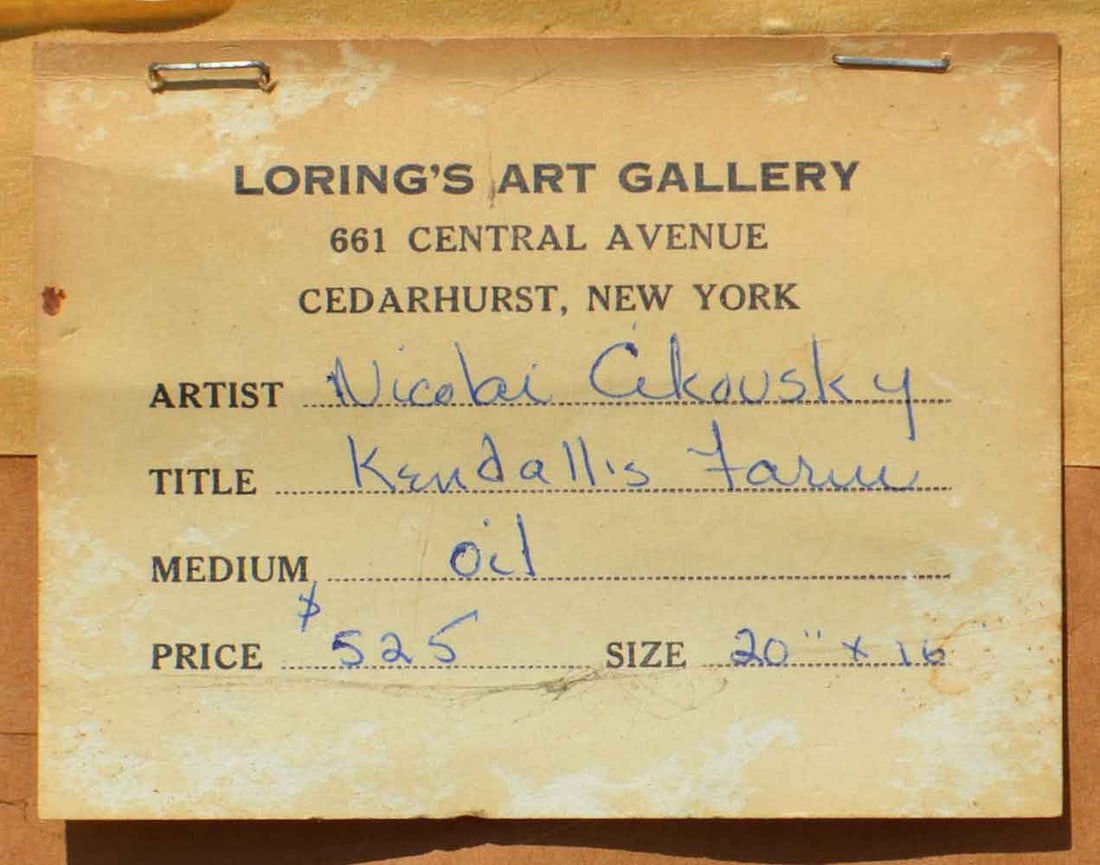 LORING'S ART GALLERY
661 CENTRAL AVENUE
CEDARHURST, NEW YORK
ARTIST Nicolai Cikovsky
TITLE Kendall's Farm
MEDIUM oil
PRICE $525 SIZE 20" x 16"